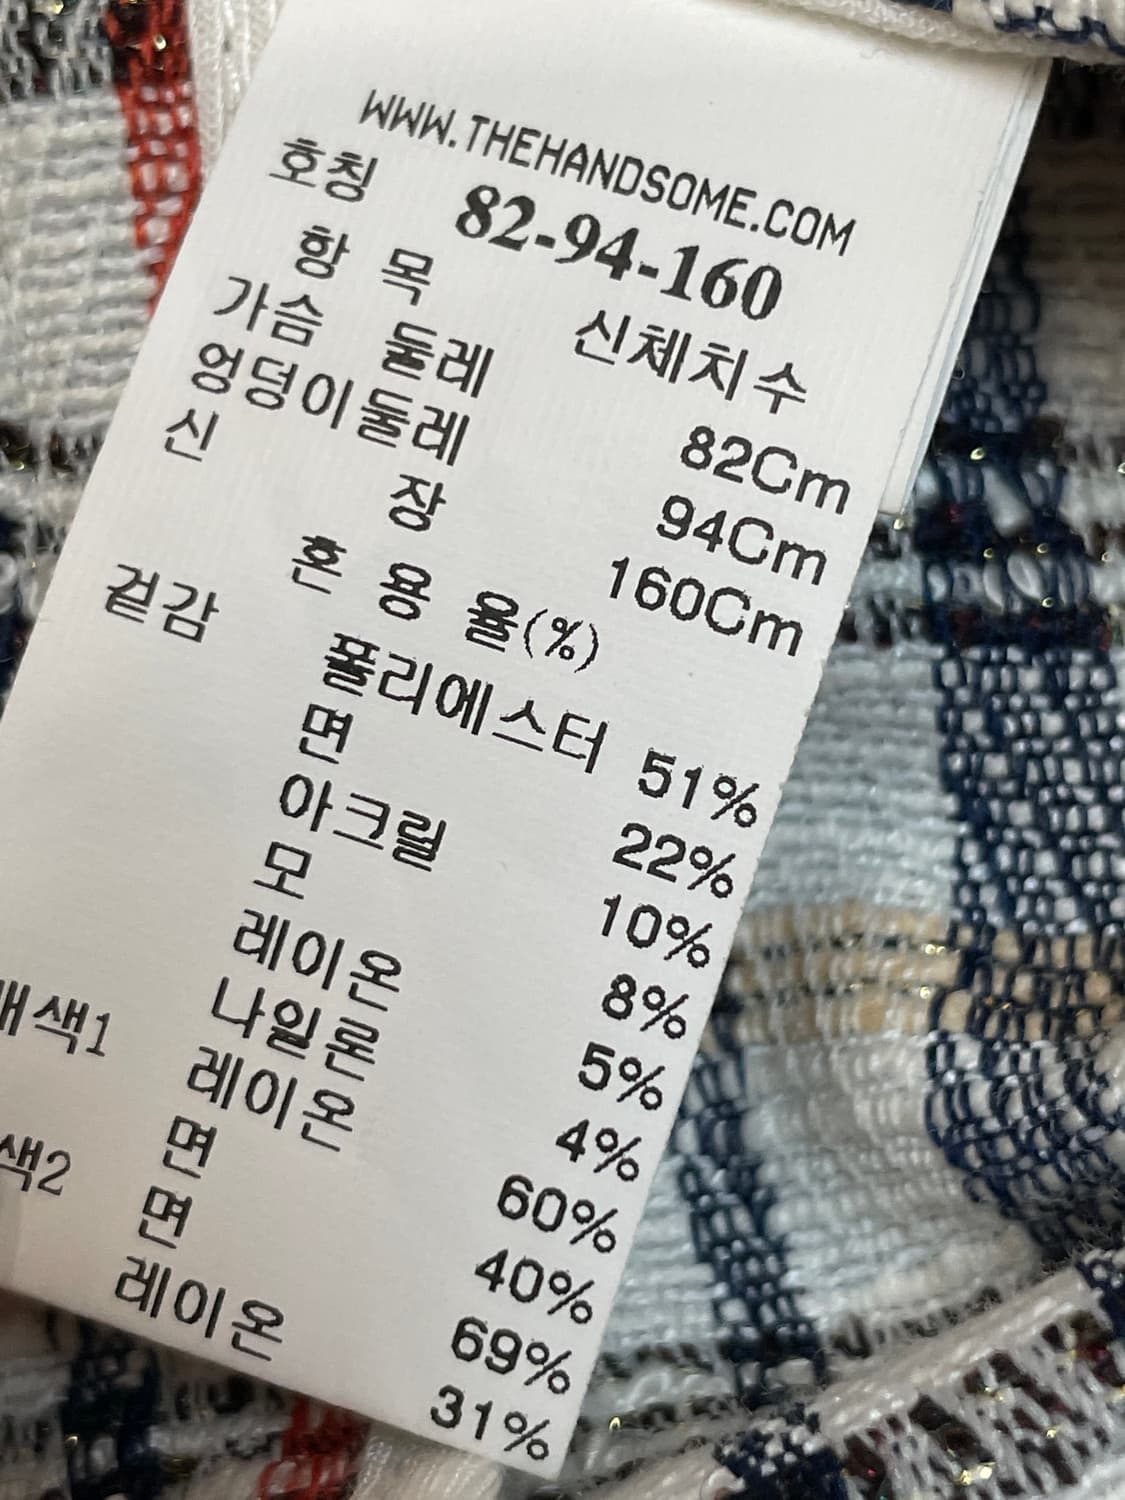 WWW.THEHANDSOME.COM
호칭 82-94-160
항 목 신체치수
가슴 둘레 82Cm
엉덩이둘레 94Cm
신 장 160Cm
혼 용 율(%)
겉감 폴리에스터 51%
면 22%
아크릴 10%
모 8%
레이온 5%
나일론 4%
배색1 레이온 60%
면 40%
색2 면 69%
레이온 31%